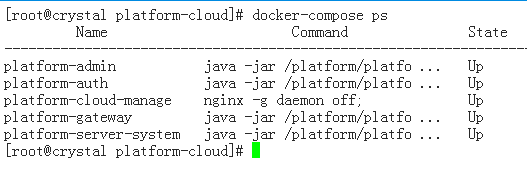 [root@crystal platform-cloud]# docker-compose ps
Name Command State
--------------------------------------------------------------------------
platform-admin java -jar /platform/platfo ... Up
platform-auth java -jar /platform/platfo ... Up
platform-cloud-manage nginx -g daemon off; Up
platform-gateway java -jar /platform/platfo ... Up
platform-server-system java -jar /platform/platfo ... Up
[root@crystal platform-cloud]#